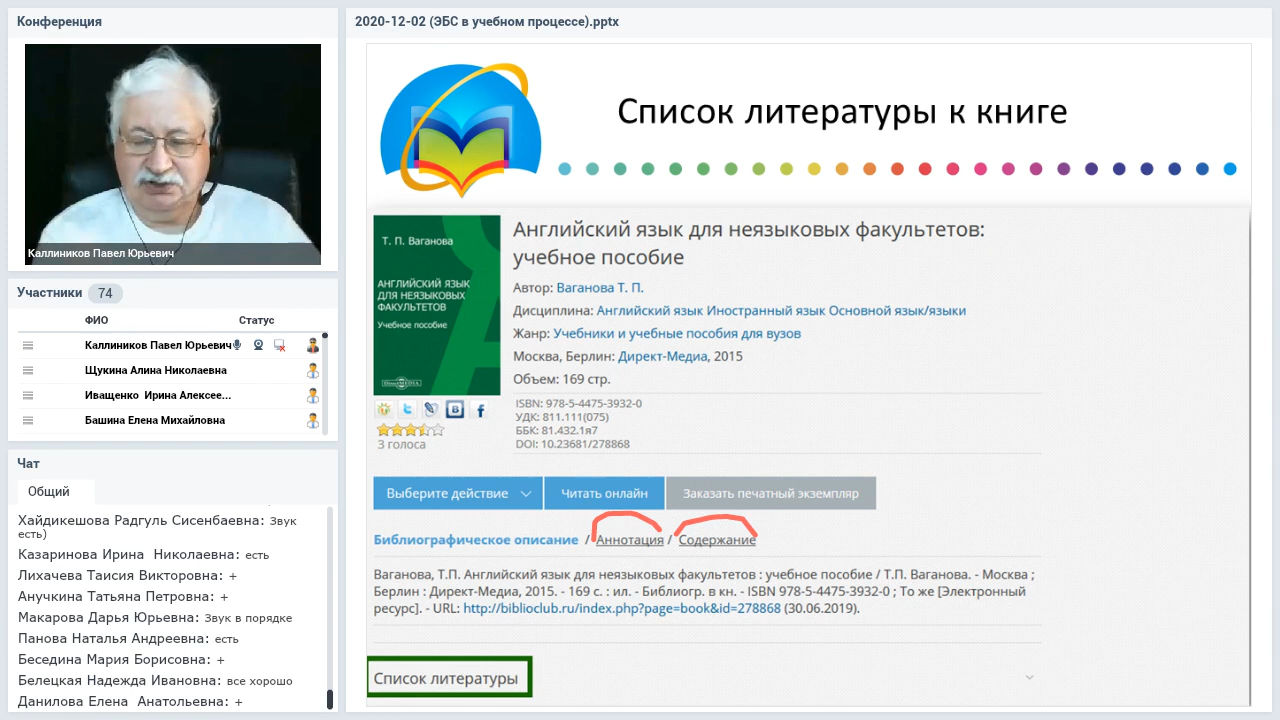 Конференция
Каллиников Павел Юрьевич
Участники 74
ФИО Статус
Каллиников Павел Юрьевич
Щукина Алина Николаевна
Иващенко Ирина Алексее...
Башина Елена Михайловна
Чат
Общий
Хайдикешова Радгуль Сисенбаевна: Звук
есть)
Казаринова Ирина Николаевна: есть
Лихачева Таисия Викторовна: +
Анучкина Татьяна Петровна: +
Макарова Дарья Юрьевна: Звук в порядке
Панова Наталья Андреевна: есть
Беседина Мария Борисовна: +
Белецкая Надежда Ивановна: все хорошо
Данилова Елена Анатольевна: +
2020-12-02 (ЭБС в учебном процессе).pptx
Список литературы к книге
Т. П. Ваганова
АНГЛИЙСКИЙ ЯЗЫК
ДЛЯ НЕЯЗЫКОВЫХ
ФАКУЛЬТЕТОВ
Учебное пособие
3 голоса
Английский язык для неязыковых факультетов:
учебное пособие
Автор: Ваганова Т. П.
Дисциплина: Английский язык Иностранный язык Основной язык/языки
Жанр: Учебники и учебные пособия для вузов
Москва, Берлин: Директ-Медиа, 2015
Объем: 169 стр.
ISBN: 978-5-4475-3932-0
УДК: 811.111(075)
ББК: 81.432.1я7
DOI: 10.23681/278868
Выберите действие Читать онлайн Заказать печатный экземпляр
Библиографическое описание / Аннотация / Содержание
Ваганова, Т.П. Английский язык для неязыковых факультетов : учебное пособие / Т.П. Ваганова. - Москва ;
Берлин : Директ-Медиа, 2015. - 169 с. : ил. - Библиогр. в кн. - ISBN 978-5-4475-3932-0 ; То же [Электронный
ресурс]. - URL: http://biblioclub.ru/index.php?page=book&id=278868 (30.06.2019).
Список литературы